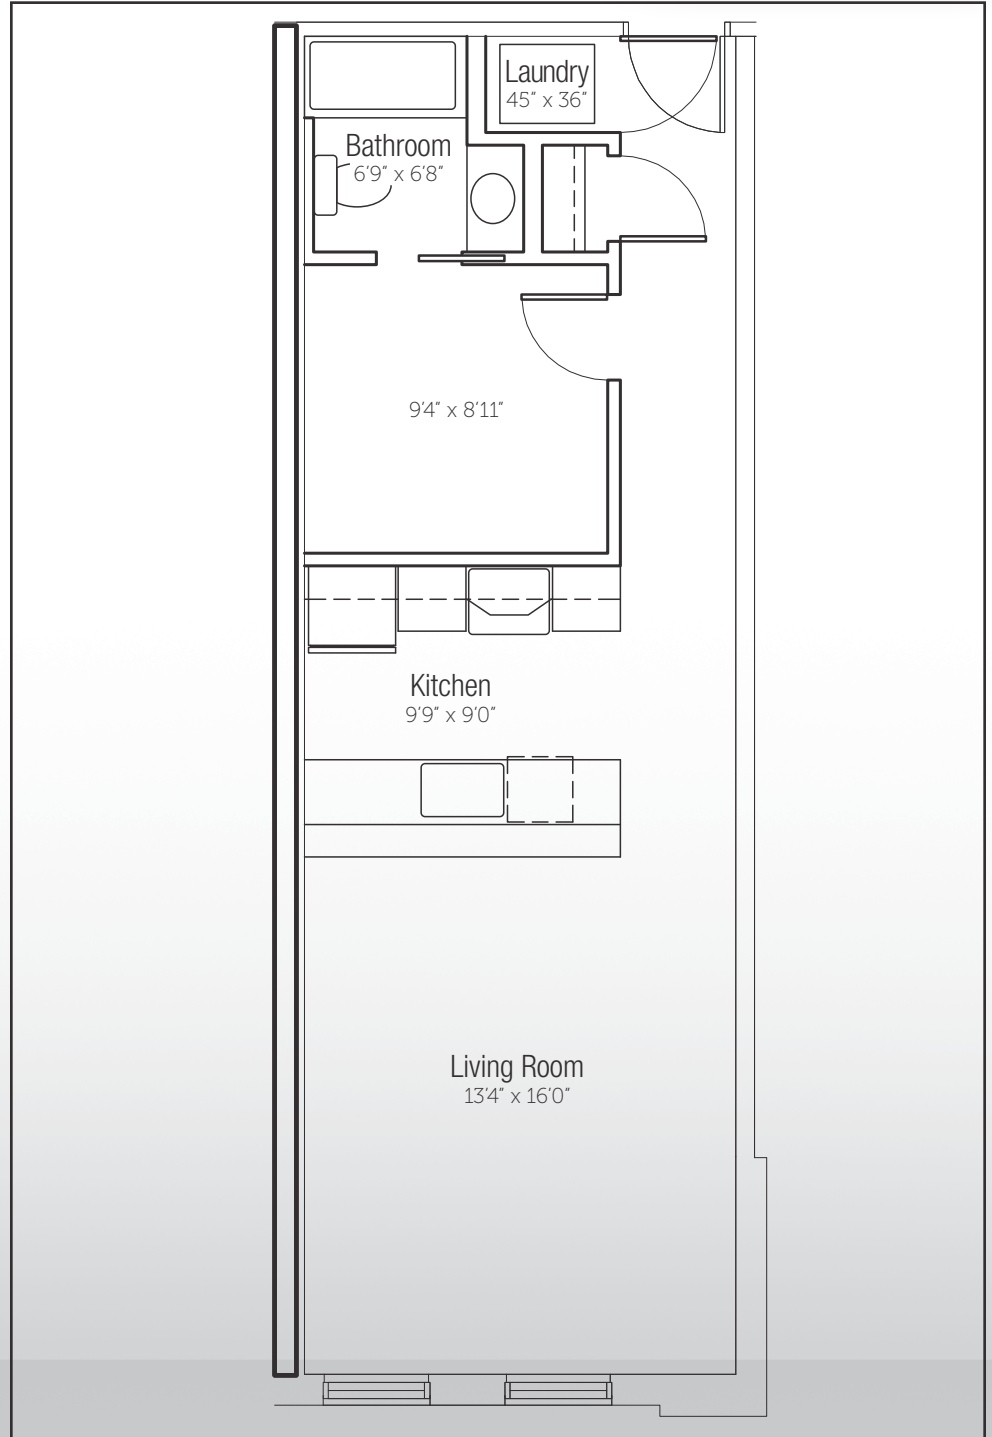 Laundry
45" x 36"
Bathroom
6'9" x 6'8"
9'4" x 8'11"
Kitchen
9'9" x 9'0"
Living Room
13'4" x 16'0"